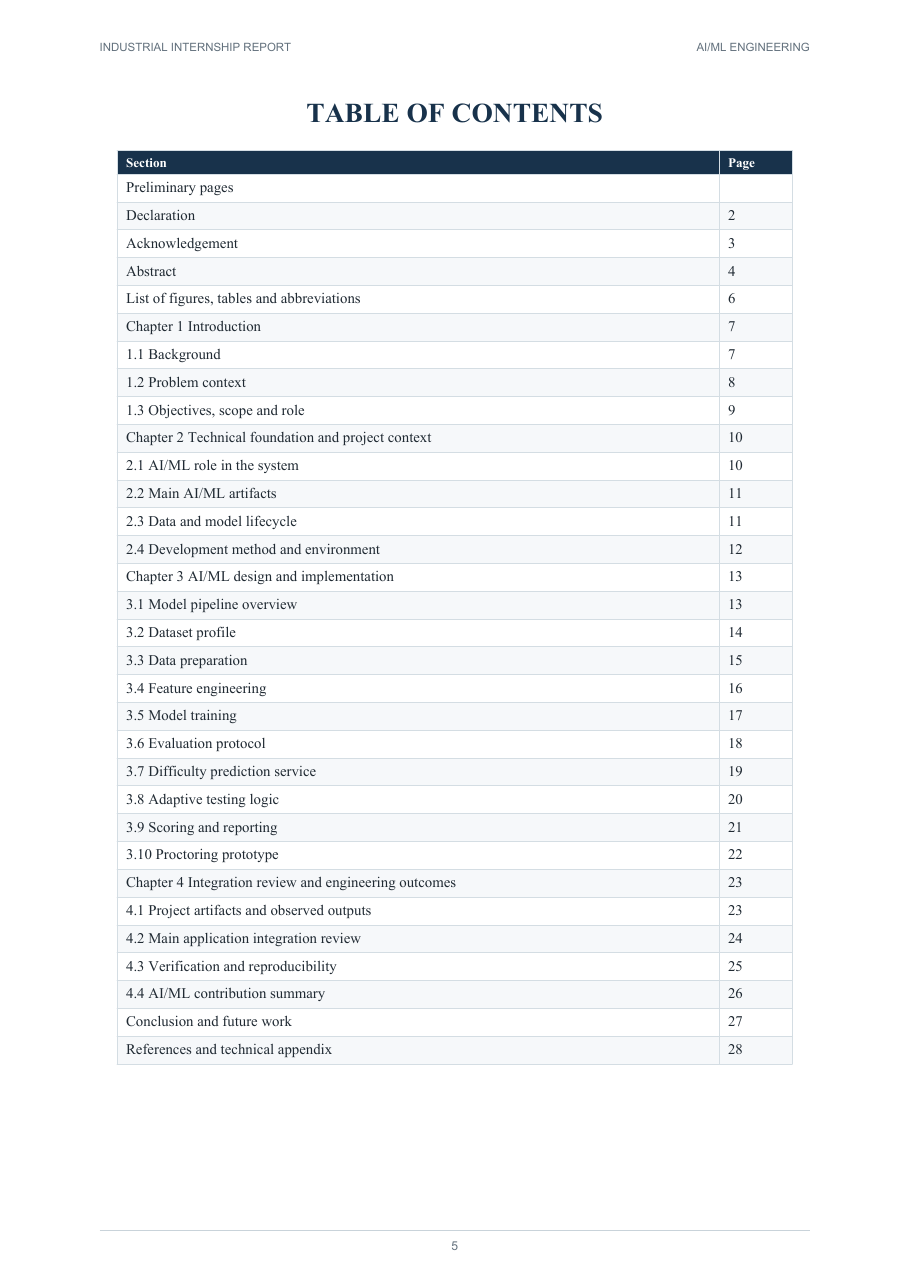 INDUSTRIAL INTERNSHIP REPORT AI/ML ENGINEERING
TABLE OF CONTENTS
Section Page
Preliminary pages
Declaration 2
Acknowledgement 3
Abstract 4
List of figures, tables and abbreviations 6
Chapter 1 Introduction 7
1.1 Background 7
1.2 Problem context 8
1.3 Objectives, scope and role 9
Chapter 2 Technical foundation and project context 10
2.1 AI/ML role in the system 10
2.2 Main AI/ML artifacts 11
2.3 Data and model lifecycle 11
2.4 Development method and environment 12
Chapter 3 AI/ML design and implementation 13
3.1 Model pipeline overview 13
3.2 Dataset profile 14
3.3 Data preparation 15
3.4 Feature engineering 16
3.5 Model training 17
3.6 Evaluation protocol 18
3.7 Difficulty prediction service 19
3.8 Adaptive testing logic 20
3.9 Scoring and reporting 21
3.10 Proctoring prototype 22
Chapter 4 Integration review and engineering outcomes 23
4.1 Project artifacts and observed outputs 23
4.2 Main application integration review 24
4.3 Verification and reproducibility 25
4.4 AI/ML contribution summary 26
Conclusion and future work 27
References and technical appendix 28
5